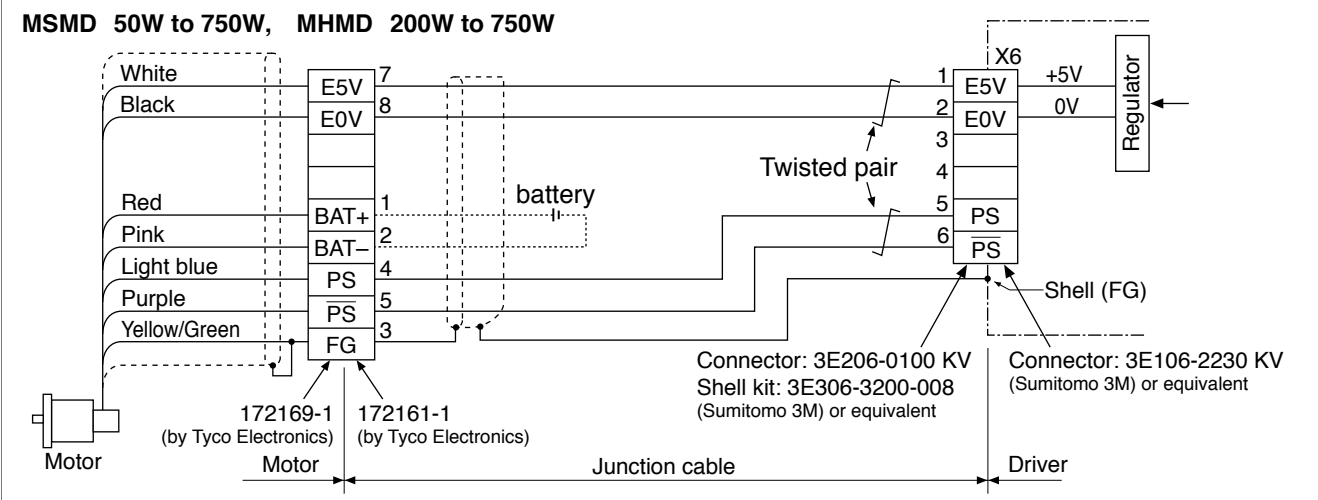 MSMD 50W to 750W, MHMD 200W to 750W
White
Black
Red
Pink
Light blue
Purple
Yellow/Green
E5V
E0V
BAT+
BAT–
PS
P̅S̅
FG
7
8
1
2
4
5
3
battery
Twisted pair
1
2
3
4
5
6
X6
E5V
E0V
PS
P̅S̅
+5V
0V
Regulator
Shell (FG)
Connector: 3E206-0100 KV
Shell kit: 3E306-3200-008
(Sumitomo 3M) or equivalent
Connector: 3E106-2230 KV
(Sumitomo 3M) or equivalent
172169-1
(by Tyco Electronics)
172161-1
(by Tyco Electronics)
Motor
Motor
Junction cable
Driver